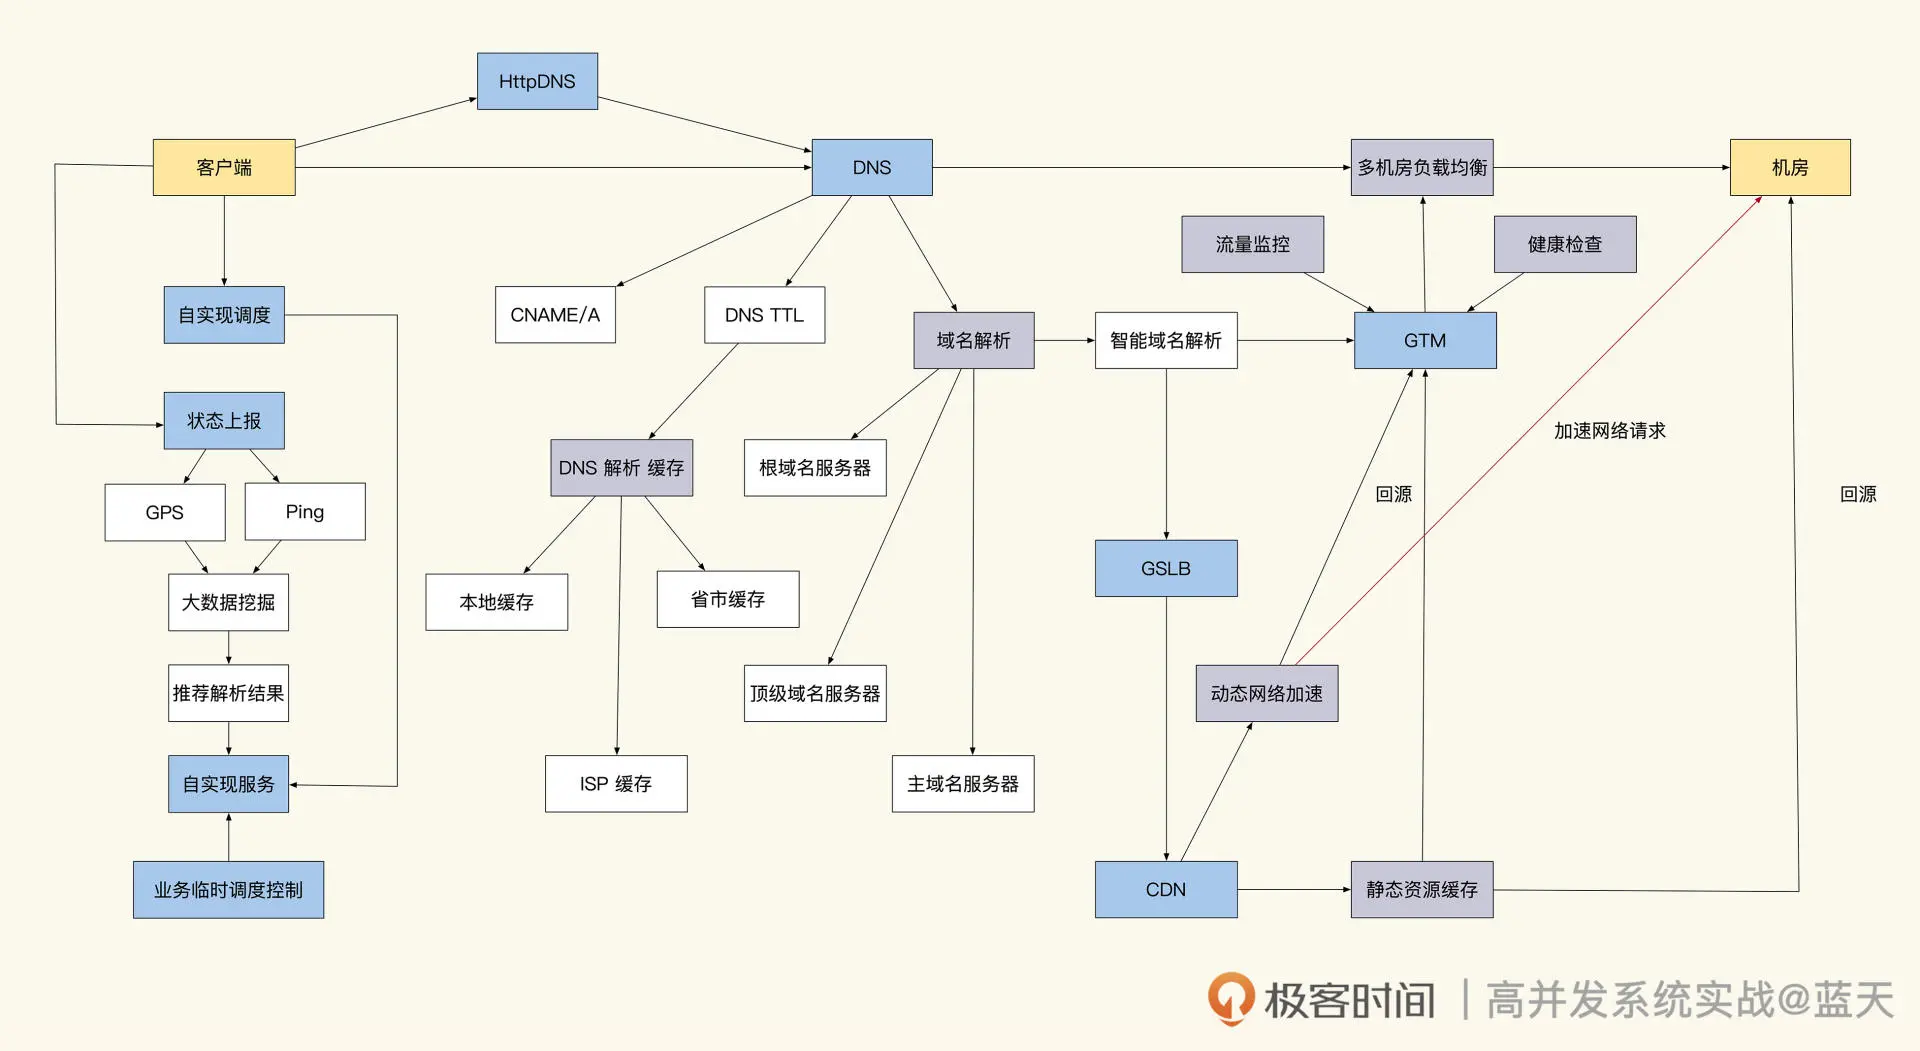 HttpDNS
客户端
DNS
多机房负载均衡
机房
流量监控
健康检查
自实现调度
CNAME/A
DNS TTL
域名解析
智能域名解析
GTM
状态上报
加速网络请求
DNS 解析 缓存
根域名服务器
回源
回源
GPS
Ping
GSLB
大数据挖掘
本地缓存
省市缓存
推荐解析结果
顶级域名服务器
动态网络加速
自实现服务
ISP 缓存
主域名服务器
业务临时调度控制
CDN
静态资源缓存
极客时间 | 高并发系统实战@蓝天